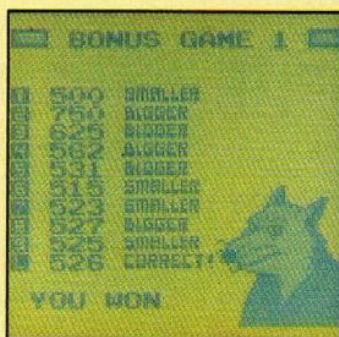 BONUS GAME 1
500 SMALLER
750 BIGGER
625 BIGGER
562 BIGGER
531 BIGGER
515 SMALLER
523 SMALLER
527 BIGGER
525 SMALLER
526 CORRECT!
YOU WON